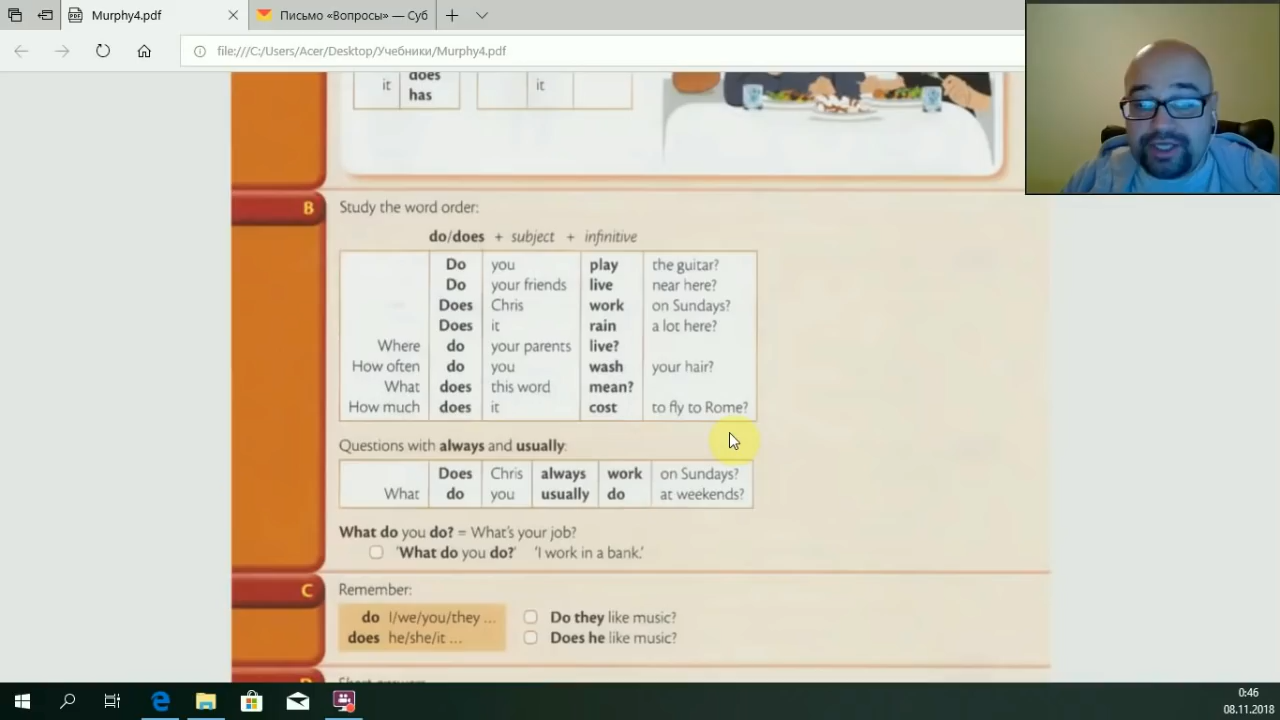 Murphy4.pdf
Письмо «Вопросы» — Суб
file:///C:/Users/Acer/Desktop/Учебники/Murphy4.pdf
it does it
has
B Study the word order:
do/does + subject + infinitive
Do you play the guitar?
Do your friends live near here?
Does Chris work on Sundays?
Does it rain a lot here?
Where do your parents live?
How often do you wash your hair?
What does this word mean?
How much does it cost to fly to Rome?
Questions with always and usually:
Does Chris always work on Sundays?
What do you usually do at weekends?
What do you do? = What's your job?
'What do you do?' 'I work in a bank.'
C Remember:
do I/we/you/they ... Do they like music?
does he/she/it ... Does he like music?
0:46
08.11.2018